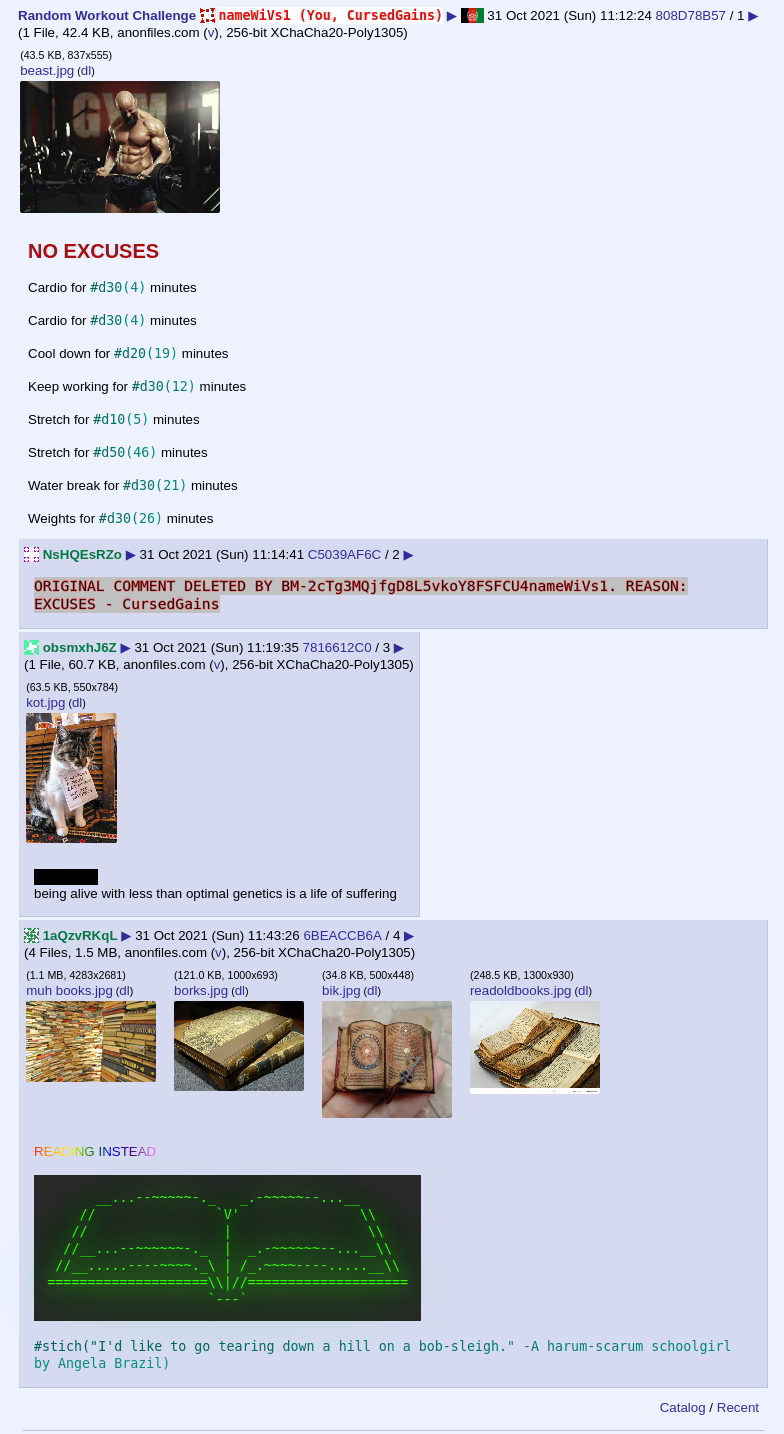 Random Workout Challenge nameWiVs1 (You, CursedGains) ▶ 31 Oct 2021 (Sun) 11:12:24 808D78B57 / 1 ▶
(1 File, 42.4 KB, anonfiles.com (v), 256-bit XChaCha20-Poly1305)
(43.5 KB, 837x555)
beast.jpg (dl)
GYM
NO EXCUSES
Cardio for #d30(4) minutes
Cardio for #d30(4) minutes
Cool down for #d20(19) minutes
Keep working for #d30(12) minutes
Stretch for #d10(5) minutes
Stretch for #d50(46) minutes
Water break for #d30(21) minutes
Weights for #d30(26) minutes
NsHQEsRZo ▶ 31 Oct 2021 (Sun) 11:14:41 C5039AF6C / 2 ▶
ORIGINAL COMMENT DELETED BY BM-2cTg3MQjfgD8L5vkoY8FSFCU4nameWiVs1. REASON:
EXCUSES - CursedGains
obsmxhJ6Z ▶ 31 Oct 2021 (Sun) 11:19:35 7816612C0 / 3 ▶
(1 File, 60.7 KB, anonfiles.com (v), 256-bit XChaCha20-Poly1305)
(63.5 KB, 550x784)
kot.jpg (dl)
being alive with less than optimal genetics is a life of suffering
1aQzvRKqL ▶ 31 Oct 2021 (Sun) 11:43:26 6BEACCB6A / 4 ▶
(4 Files, 1.5 MB, anonfiles.com (v), 256-bit XChaCha20-Poly1305)
(1.1 MB, 4283x2681) (121.0 KB, 1000x693) (34.8 KB, 500x448) (248.5 KB, 1300x930)
muh books.jpg (dl) borks.jpg (dl) bik.jpg (dl) readoldbooks.jpg (dl)
READING INSTEAD
#stich("I'd like to go tearing down a hill on a bob-sleigh." -A harum-scarum schoolgirl
by Angela Brazil)
Catalog / Recent